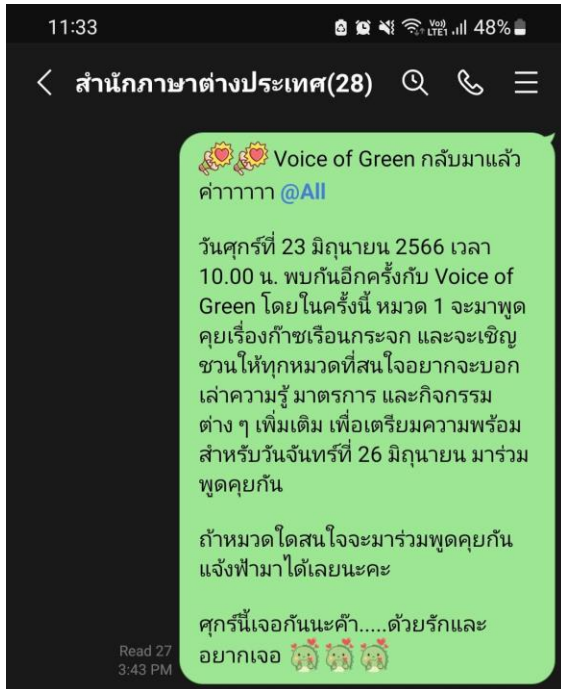 11:33
Vo)) LTE1 48%
สำนักภาษาต่างประเทศ(28)
Voice of Green กลับมาแล้ว
ค่าาาาาา @All
วันศุกร์ที่ 23 มิถุนายน 2566 เวลา
10.00 น. พบกันอีกครั้งกับ Voice of
Green โดยในครั้งนี้ หมวด 1 จะมาพูด
คุยเรื่องก๊าซเรือนกระจก และจะเชิญ
ชวนให้ทุกหมวดที่สนใจอยากจะบอก
เล่าความรู้ มาตรการ และกิจกรรม
ต่าง ๆ เพิ่มเติม เพื่อเตรียมความพร้อม
สำหรับวันจันทร์ที่ 26 มิถุนายน มาร่วม
พูดคุยกัน
ถ้าหมวดใดสนใจจะมาร่วมพูดคุยกัน
แจ้งฟ้ามาได้เลยนะคะ
ศุกร์นี้เจอกันนะค๊า.....ด้วยรักและ
อยากเจอ
Read 27
3:43 PM